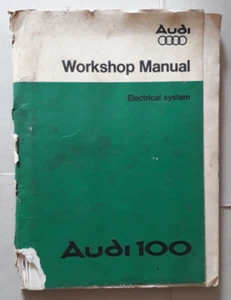 Audi
Workshop Manual
Electrical system
Audi 100